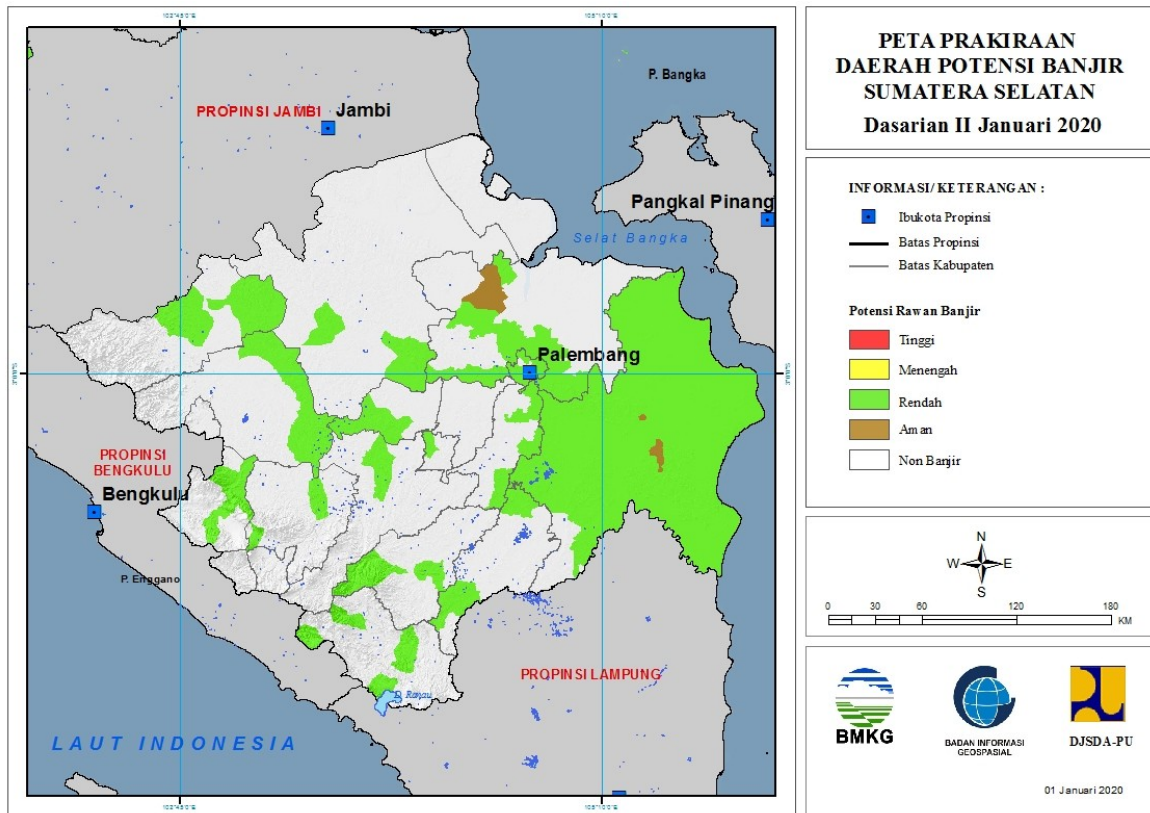 PETA PRAKIRAAN
DAERAH POTENSI BANJIR
SUMATERA SELATAN
Dasarian II Januari 2020
INFORMASI/ KETERANGAN :
Ibukota Propinsi
Batas Propinsi
Batas Kabupaten
Potensi Rawan Banjir
Tinggi
Menengah
Rendah
Aman
Non Banjir
N
W E
S
0 30 60 120 180
KM
BMKG
BADAN INFORMASI
GEOSPASIAL
DJSDA-PU
01 Januari 2020
P. Bangka
PROPINSI JAMBI
Jambi
Pangkal Pinang
Selat Bangka
Palembang
PROPINSI
BENGKULU
Bengkulu
P. Enggano
PROPINSI LAMPUNG
D. Ranau
LAUT INDONESIA